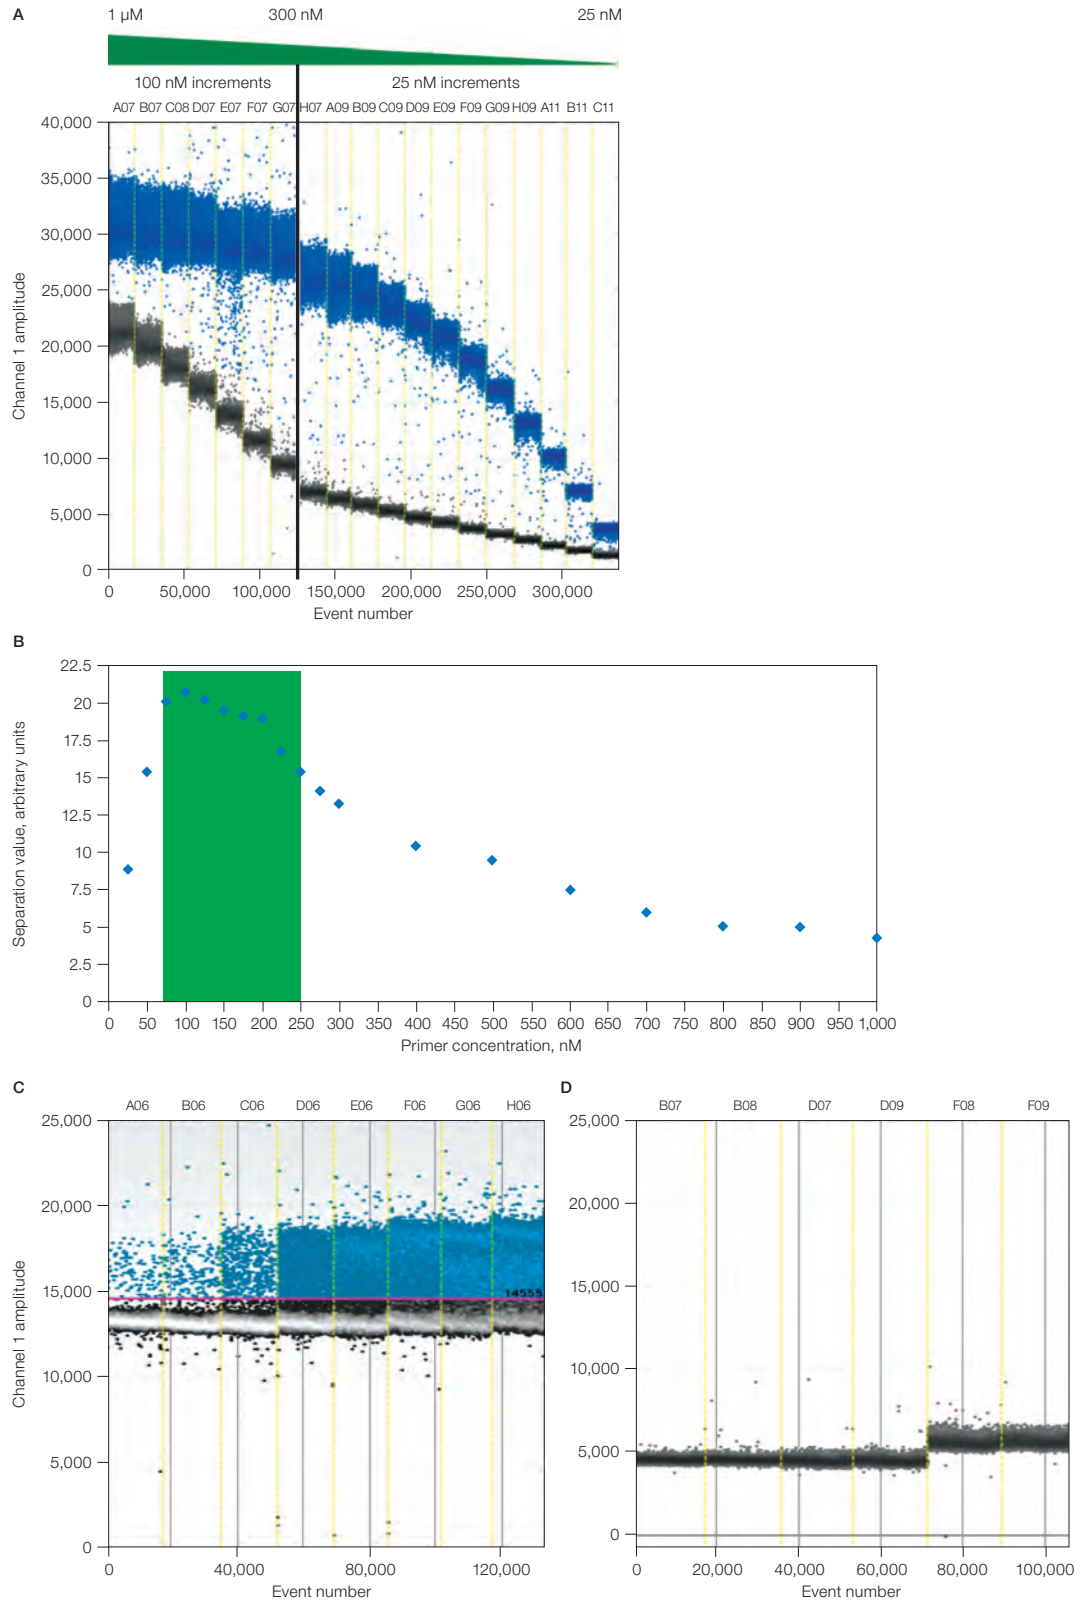 A
1 µM 300 nM 25 nM
100 nM increments 25 nM increments
A07 B07 C08 D07 E07 F07 G07 H07 A09 B09 C09 D09 E09 F09 G09 H09 A11 B11 C11
40,000
35,000
30,000
25,000
20,000
15,000
10,000
5,000
0
Channel 1 amplitude
0 50,000 100,000 150,000 200,000 250,000 300,000
Event number
B
22.5
20
17.5
15
12.5
10
7.5
5
2.5
0
Separation value, arbitrary units
0 50 100 150 200 250 300 350 400 450 500 550 600 650 700 750 800 850 900 950 1,000
Primer concentration, nM
C
A06 B06 C06 D06 E06 F06 G06 H06
25,000
20,000
15,000
10,000
5,000
0
Channel 1 amplitude
14555
0 40,000 80,000 120,000
Event number
D
B07 B08 D07 D09 F08 F09
25,000
20,000
15,000
10,000
5,000
0
0 20,000 40,000 60,000 80,000 100,000
Event number